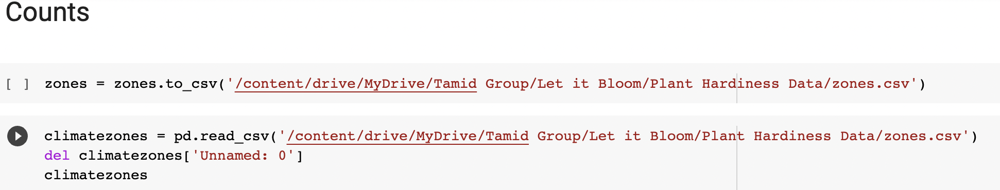 Counts
[ ] zones = zones.to_csv('/content/drive/MyDrive/Tamid Group/Let it Bloom/Plant Hardiness Data/zones.csv')
climatezones = pd.read_csv('/content/drive/MyDrive/Tamid Group/Let it Bloom/Plant Hardiness Data/zones.csv')
del climatezones['Unnamed: 0']
climatezones